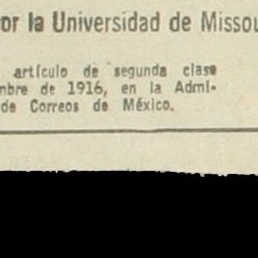 or la Universidad de Missou
artículo de segunda clase
mbre de 1916, en la Admi-
de Correos de México.